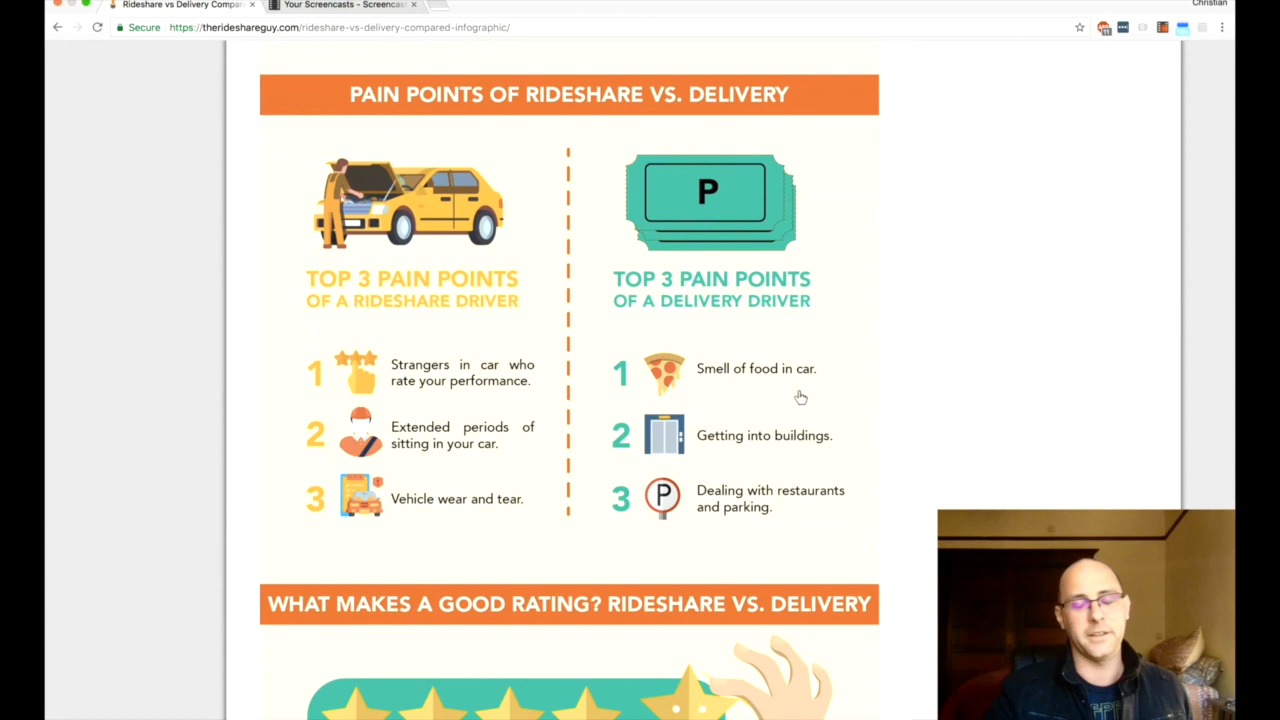 Rideshare vs Delivery Compar
Your Screencasts - Screencas
Christian
Secure
https://therideshareguy.com/rideshare-vs-delivery-compared-infographic/
11
PAIN POINTS OF RIDESHARE VS. DELIVERY
P
TOP 3 PAIN POINTS
OF A RIDESHARE DRIVER
1
Strangers in car who
rate your performance.
2
Extended periods of
sitting in your car.
3
Vehicle wear and tear.
TOP 3 PAIN POINTS
OF A DELIVERY DRIVER
1
Smell of food in car.
2
Getting into buildings.
3
P
Dealing with restaurants
and parking.
WHAT MAKES A GOOD RATING? RIDESHARE VS. DELIVERY